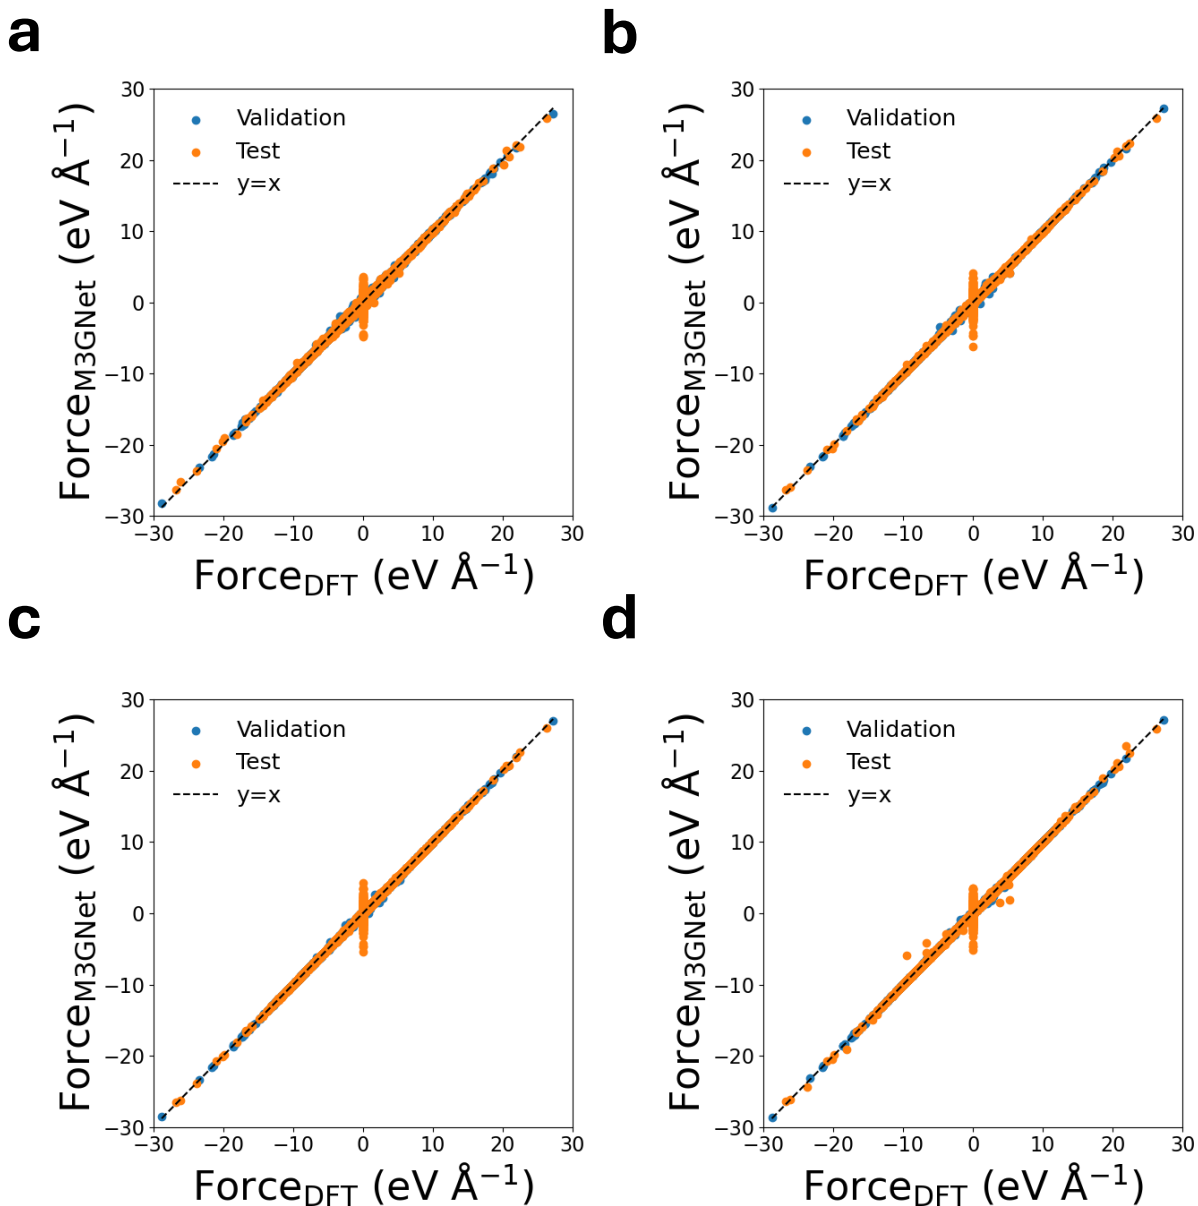 a
30
20
10
0
−10
−20
−30
−30 −20 −10 0 10 20 30
Validation
Test
y=x
Force_M3GNet (eV Å⁻¹)
Force_DFT (eV Å⁻¹)
b
30
20
10
0
−10
−20
−30
−30 −20 −10 0 10 20 30
Validation
Test
y=x
Force_M3GNet (eV Å⁻¹)
Force_DFT (eV Å⁻¹)
c
30
20
10
0
−10
−20
−30
−30 −20 −10 0 10 20 30
Validation
Test
y=x
Force_M3GNet (eV Å⁻¹)
Force_DFT (eV Å⁻¹)
d
30
20
10
0
−10
−20
−30
−30 −20 −10 0 10 20 30
Validation
Test
y=x
Force_M3GNet (eV Å⁻¹)
Force_DFT (eV Å⁻¹)